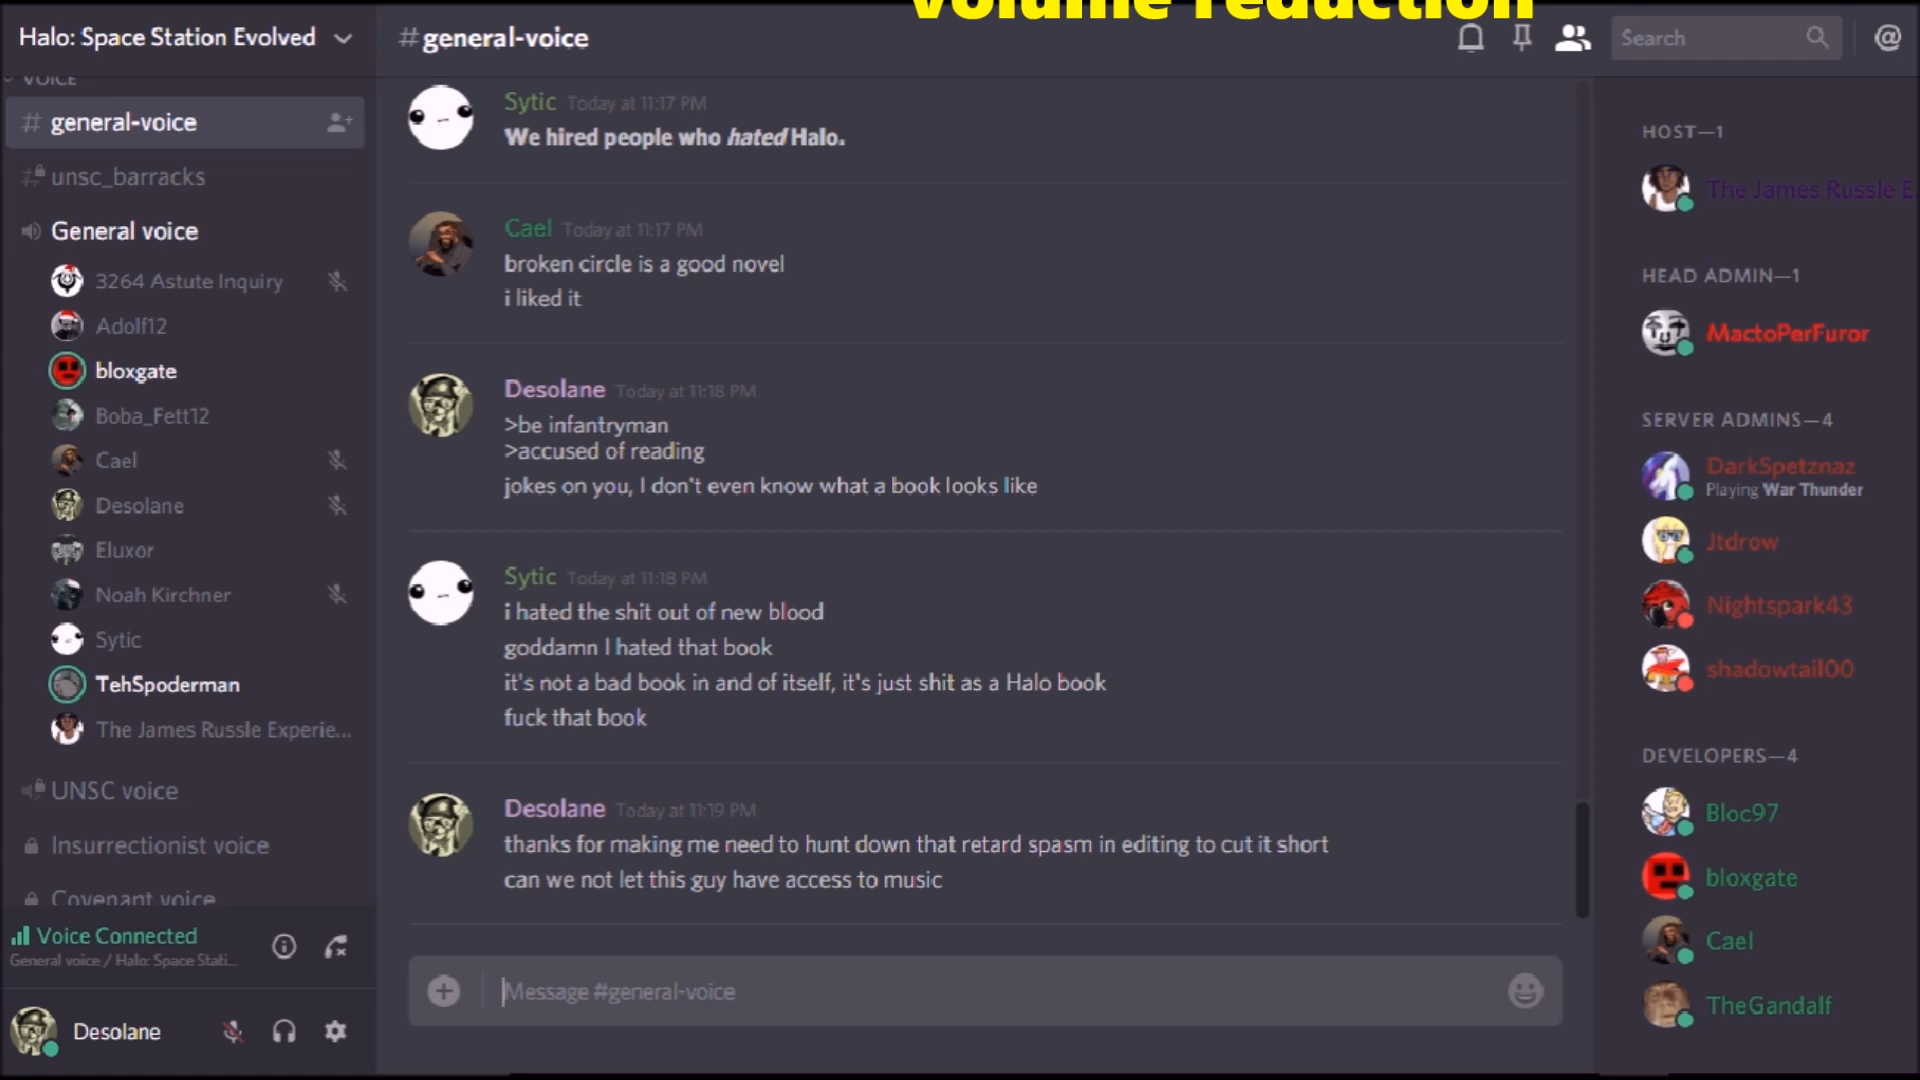 volume reduction
Halo: Space Station Evolved
VOICE
# general-voice
unsc_barracks
General voice
3264 Astute Inquiry
Adolf12
bloxgate
Boba_Fett12
Cael
Desolane
Eluxor
Noah Kirchner
Sytic
TehSpoderman
The James Russle Experie...
UNSC voice
Insurrectionist voice
Covenant voice
Voice Connected
General voice / Halo: Space Stati...
Desolane
#general-voice
Sytic Today at 11:17 PM
We hired people who hated Halo.
Cael Today at 11:17 PM
broken circle is a good novel
i liked it
Desolane Today at 11:18 PM
>be infantryman
>accused of reading
jokes on you, I don't even know what a book looks like
Sytic Today at 11:18 PM
i hated the shit out of new blood
goddamn I hated that book
it's not a bad book in and of itself, it's just shit as a Halo book
fuck that book
Desolane Today at 11:19 PM
thanks for making me need to hunt down that retard spasm in editing to cut it short
can we not let this guy have access to music
Message #general-voice
Search
@
HOST—1
The James Russle E
HEAD ADMIN—1
MactoPerFuror
SERVER ADMINS—4
DarkSpetznaz
Playing War Thunder
Jtdrow
Nightspark43
shadowtail00
DEVELOPERS—4
Bloc97
bloxgate
Cael
TheGandalf